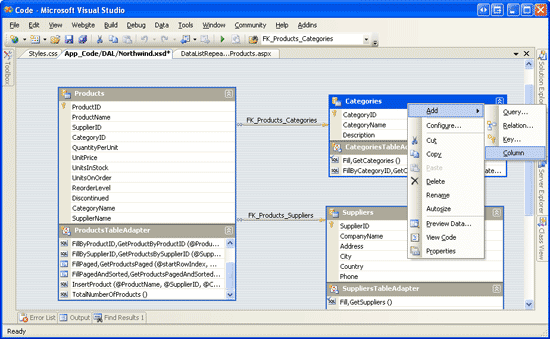 Code - Microsoft Visual Studio
File Edit View Website Build Debug Data Tools Window Community Help Addins
FK_Products_Categories
Styles.css App_Code/DAL/Northwind.xsd* DataListRepea...Products.aspx
Toolbox
Solution Explorer
Server Explorer
Class View
Products
ProductID
ProductName
SupplierID
CategoryID
QuantityPerUnit
UnitPrice
UnitsInStock
UnitsOnOrder
ReorderLevel
Discontinued
CategoryName
SupplierName
ProductsTableAdapter
FillByProductID,GetProductByProductID (@Produc...
FillBySupplierID,GetProductsBySupplierID (@Supp...
FillPaged,GetProductsPaged (@startRowIndex, ...
FillPagedAndSorted,GetProductsPagedAndSorted...
InsertProduct (@ProductName, @SupplierID, @C...
TotalNumberOfProducts ()
FK_Products_Categories
FK_Products_Suppliers
Categories
CategoryID
CategoryName
Description
CategoriesTableAda
Fill,GetCategories ()
FillByCategoryID,GetC
ate...
Suppliers
SupplierID
CompanyName
Address
City
Country
Phone
SuppliersTableAdapter
Fill,GetSuppliers ()
Add
Configure...
Cut
Copy
Paste
Delete
Rename
Autosize
Preview Data...
View Code
Properties
Query...
Relation...
Key...
Column
Error List Output Find Results 1
Ready